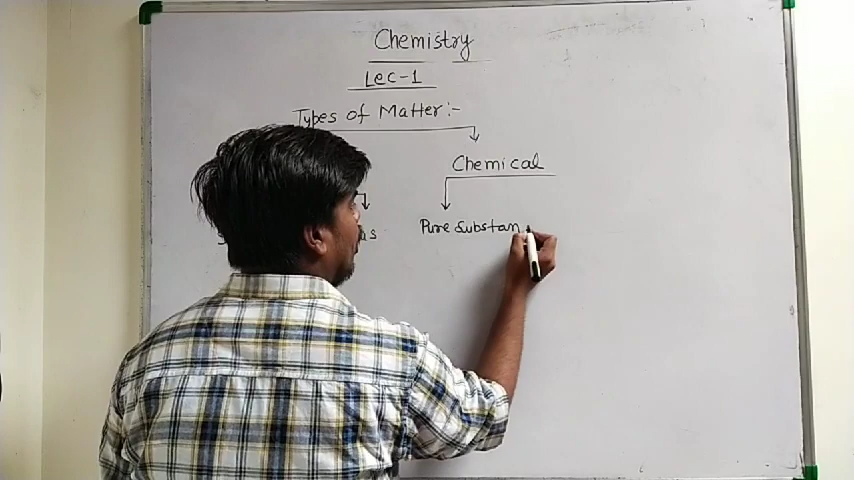 Chemistry
Lec-1
Types of Matter:-
Chemical
Pure Substan